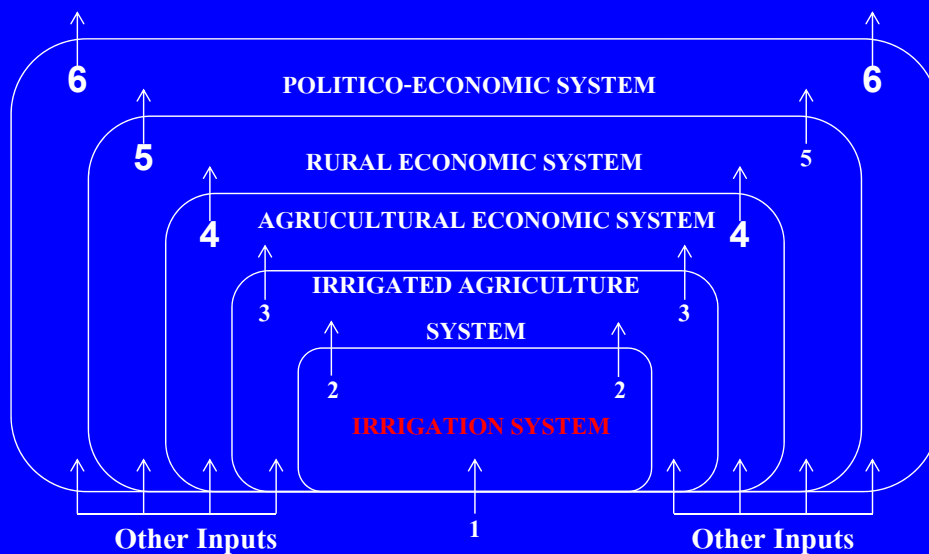 6 6
POLITICO-ECONOMIC SYSTEM
5 5
RURAL ECONOMIC SYSTEM
4 4
AGRUCULTURAL ECONOMIC SYSTEM
IRRIGATED AGRICULTURE
3 3
SYSTEM
2 2
IRRIGATION SYSTEM
1
Other Inputs Other Inputs